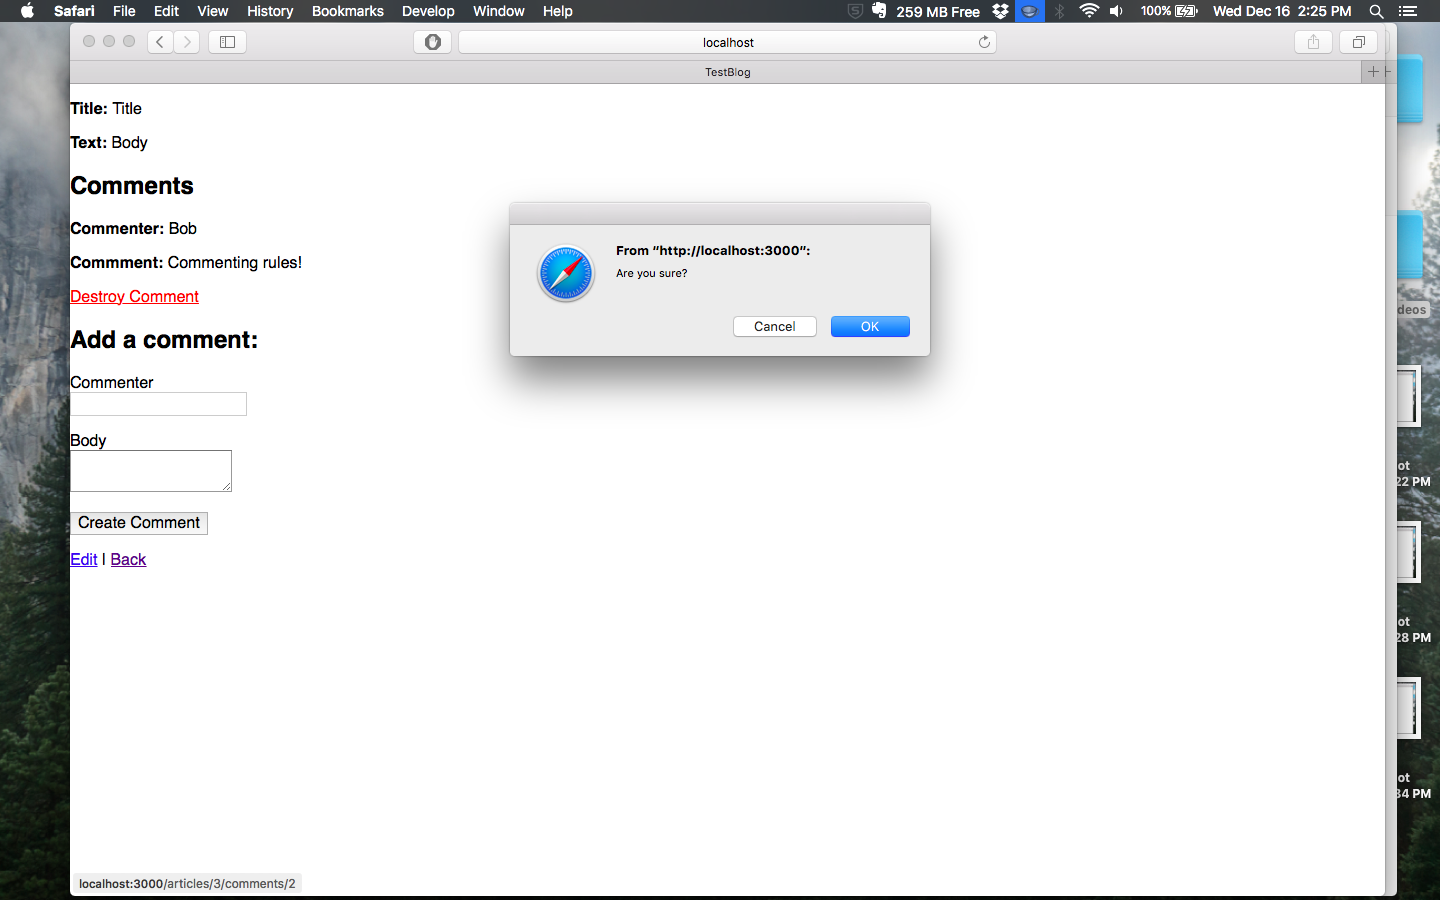 Safari File Edit View History Bookmarks Develop Window Help 259 MB Free 100% Wed Dec 16 2:25 PM
localhost
TestBlog
Title: Title
Text: Body
Comments
Commenter: Bob
Commment: Commenting rules!
Destroy Comment
Add a comment:
Commenter
Body
Create Comment
Edit | Back
From "http://localhost:3000":
Are you sure?
Cancel OK
deos
ot
22 PM
ot
28 PM
ot
34 PM
localhost:3000/articles/3/comments/2